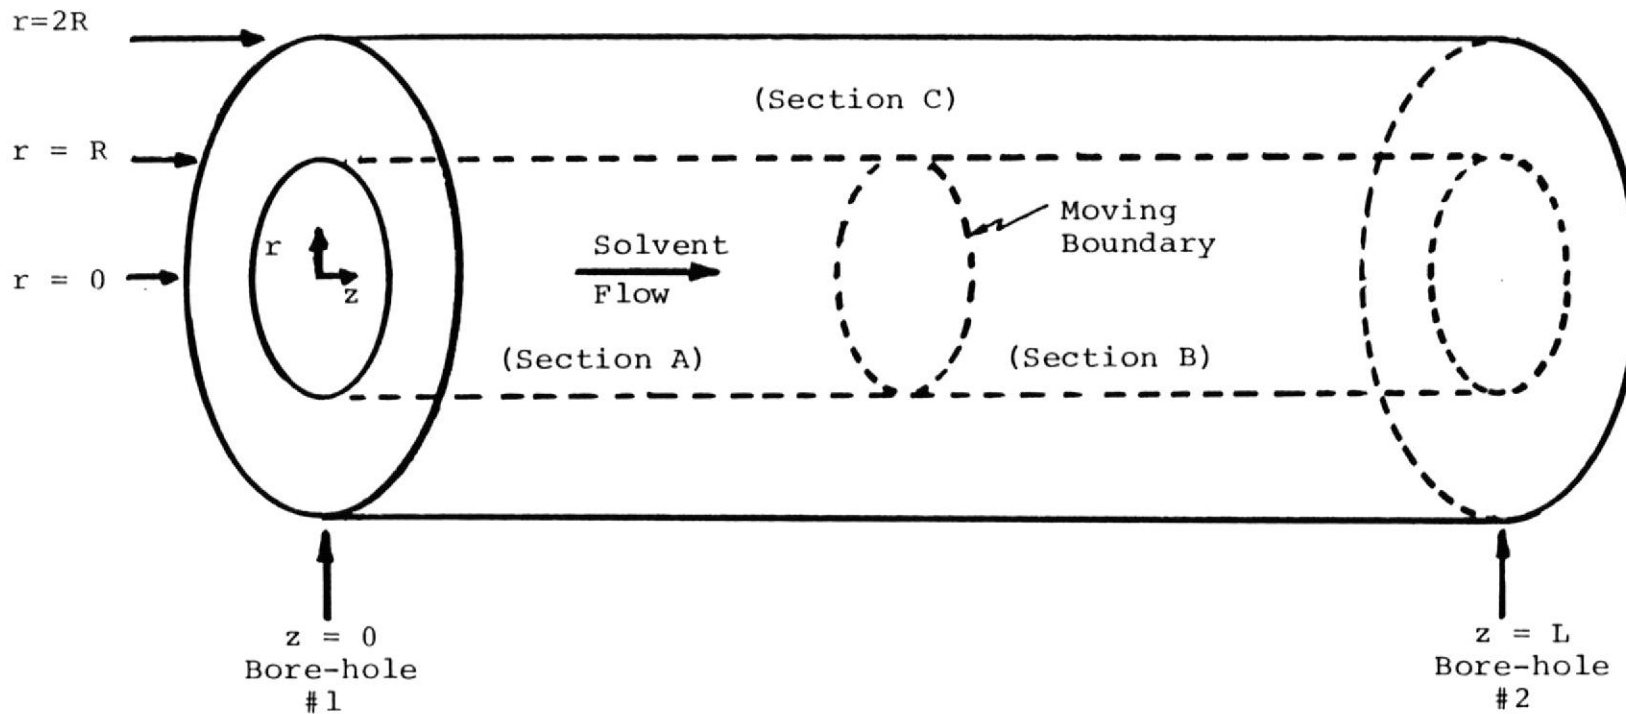 r=2R
(Section C)
r = R
Moving
Boundary
r
Solvent
r = 0
z
Flow
(Section A)
(Section B)
z = 0
Bore-hole
#1
z = L
Bore-hole
#2